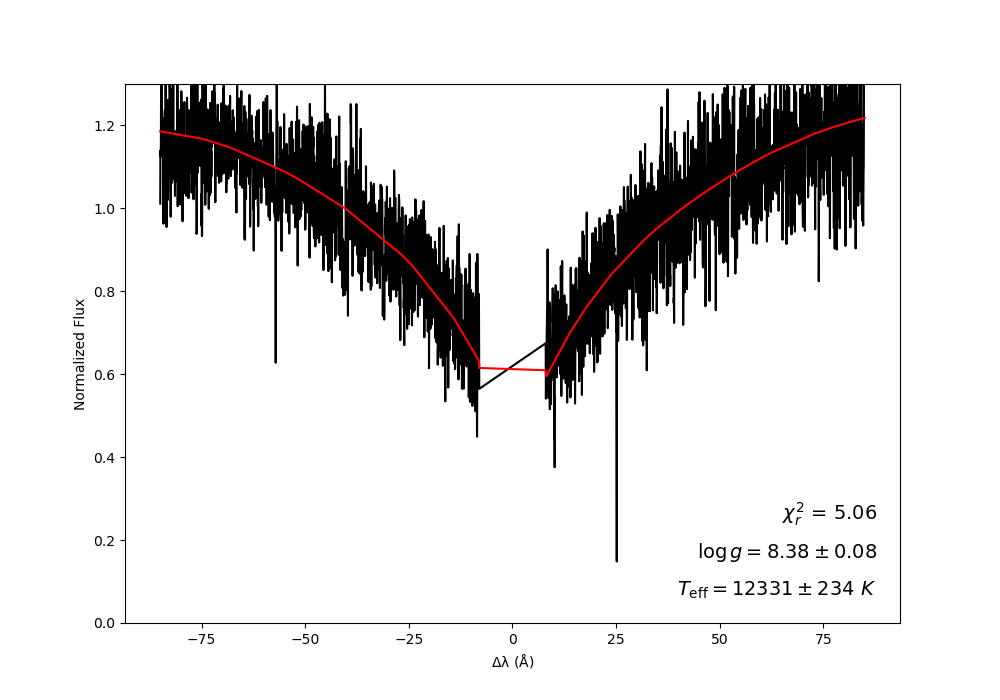 Normalized Flux
1.2
1.0
0.8
0.6
0.4
0.2
0.0
χ²ᵣ = 5.06
log g = 8.38 ± 0.08
T_eff = 12331 ± 234 K
−75 −50 −25 0 25 50 75
Δλ (Å)